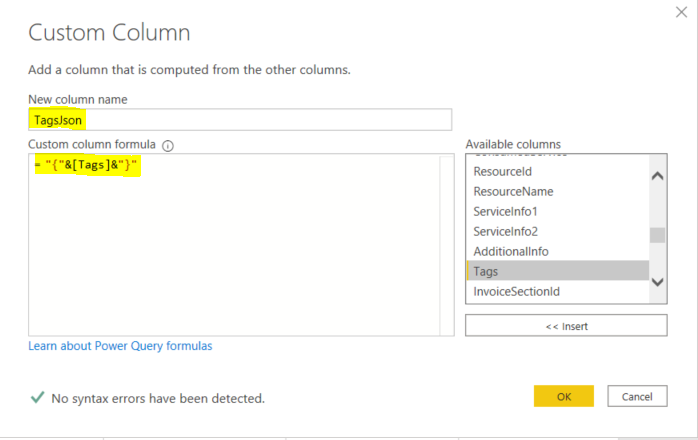 Custom Column
Add a column that is computed from the other columns.
New column name
TagsJson
Custom column formula
= "{"&[Tags]&"}"
Available columns
ResourceId
ResourceName
ServiceInfo1
ServiceInfo2
AdditionalInfo
Tags
InvoiceSectionId
<< Insert
Learn about Power Query formulas
No syntax errors have been detected.
OK
Cancel